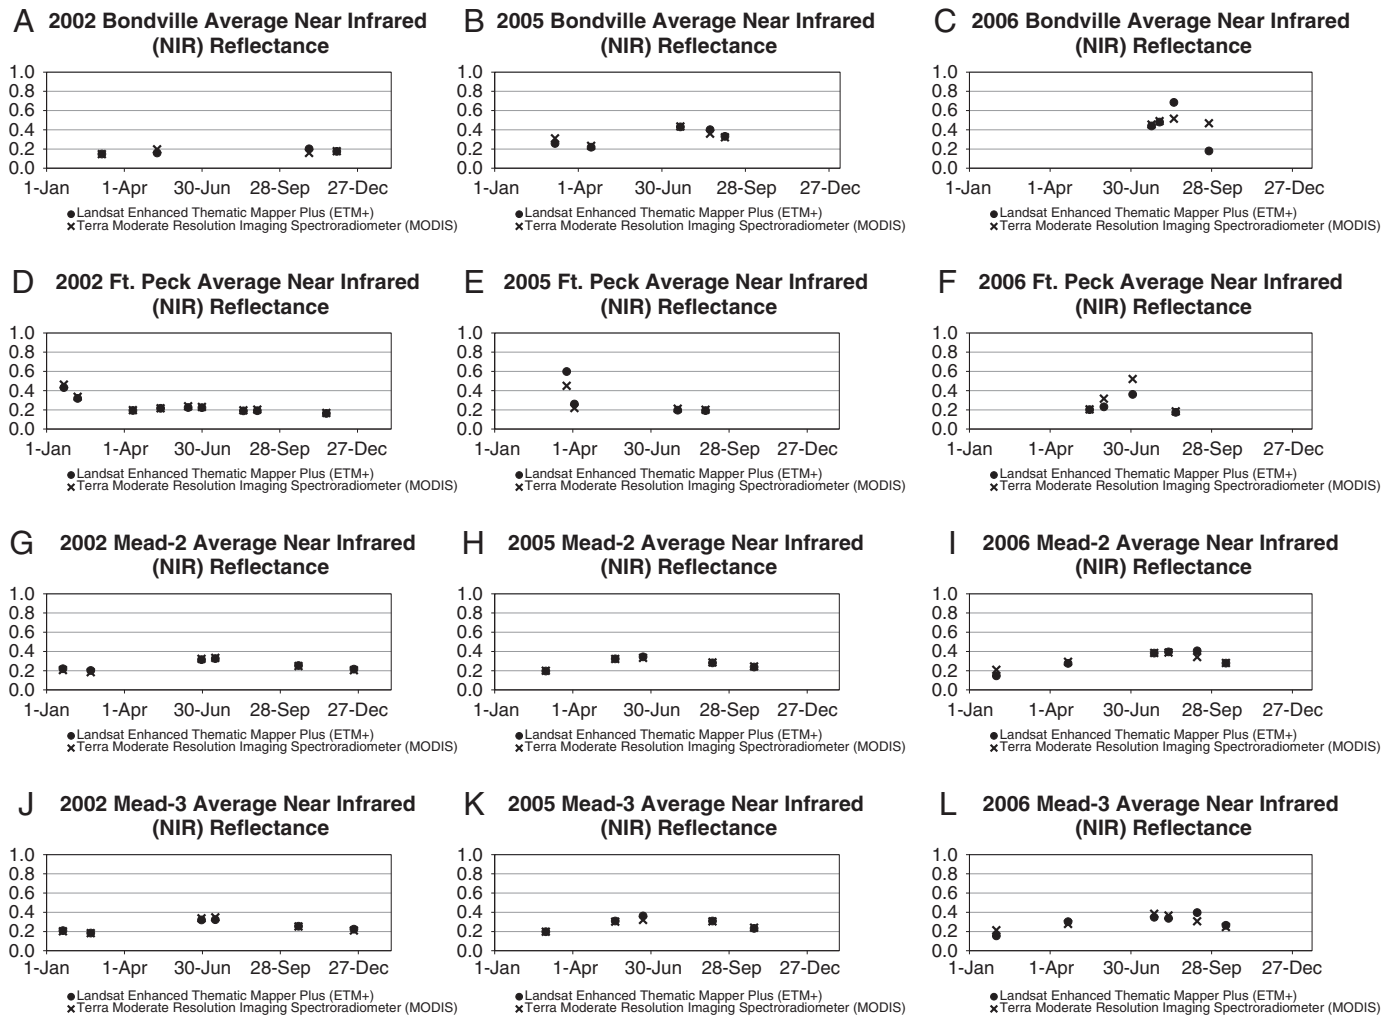 A 2002 Bondville Average Near Infrared
(NIR) Reflectance
1.0
0.8
0.6
0.4
0.2
0.0
1-Jan 1-Apr 30-Jun 28-Sep 27-Dec
● Landsat Enhanced Thematic Mapper Plus (ETM+)
× Terra Moderate Resolution Imaging Spectroradiometer (MODIS)
B 2005 Bondville Average Near Infrared
(NIR) Reflectance
1.0
0.8
0.6
0.4
0.2
0.0
1-Jan 1-Apr 30-Jun 28-Sep 27-Dec
● Landsat Enhanced Thematic Mapper Plus (ETM+)
× Terra Moderate Resolution Imaging Spectroradiometer (MODIS)
C 2006 Bondville Average Near Infrared
(NIR) Reflectance
1.0
0.8
0.6
0.4
0.2
0.0
1-Jan 1-Apr 30-Jun 28-Sep 27-Dec
● Landsat Enhanced Thematic Mapper Plus (ETM+)
× Terra Moderate Resolution Imaging Spectroradiometer (MODIS)
D 2002 Ft. Peck Average Near Infrared
(NIR) Reflectance
1.0
0.8
0.6
0.4
0.2
0.0
1-Jan 1-Apr 30-Jun 28-Sep 27-Dec
● Landsat Enhanced Thematic Mapper Plus (ETM+)
× Terra Moderate Resolution Imaging Spectroradiometer (MODIS)
E 2005 Ft. Peck Average Near Infrared
(NIR) Reflectance
1.0
0.8
0.6
0.4
0.2
0.0
1-Jan 1-Apr 30-Jun 28-Sep 27-Dec
● Landsat Enhanced Thematic Mapper Plus (ETM+)
× Terra Moderate Resolution Imaging Spectroradiometer (MODIS)
F 2006 Ft. Peck Average Near Infrared
(NIR) Reflectance
1.0
0.8
0.6
0.4
0.2
0.0
1-Jan 1-Apr 30-Jun 28-Sep 27-Dec
● Landsat Enhanced Thematic Mapper Plus (ETM+)
× Terra Moderate Resolution Imaging Spectroradiometer (MODIS)
G 2002 Mead-2 Average Near Infrared
(NIR) Reflectance
1.0
0.8
0.6
0.4
0.2
0.0
1-Jan 1-Apr 30-Jun 28-Sep 27-Dec
● Landsat Enhanced Thematic Mapper Plus (ETM+)
× Terra Moderate Resolution Imaging Spectroradiometer (MODIS)
H 2005 Mead-2 Average Near Infrared
(NIR) Reflectance
1.0
0.8
0.6
0.4
0.2
0.0
1-Jan 1-Apr 30-Jun 28-Sep 27-Dec
● Landsat Enhanced Thematic Mapper Plus (ETM+)
× Terra Moderate Resolution Imaging Spectroradiometer (MODIS)
I 2006 Mead-2 Average Near Infrared
(NIR) Reflectance
1.0
0.8
0.6
0.4
0.2
0.0
1-Jan 1-Apr 30-Jun 28-Sep 27-Dec
● Landsat Enhanced Thematic Mapper Plus (ETM+)
× Terra Moderate Resolution Imaging Spectroradiometer (MODIS)
J 2002 Mead-3 Average Near Infrared
(NIR) Reflectance
1.0
0.8
0.6
0.4
0.2
0.0
1-Jan 1-Apr 30-Jun 28-Sep 27-Dec
● Landsat Enhanced Thematic Mapper Plus (ETM+)
× Terra Moderate Resolution Imaging Spectroradiometer (MODIS)
K 2005 Mead-3 Average Near Infrared
(NIR) Reflectance
1.0
0.8
0.6
0.4
0.2
0.0
1-Jan 1-Apr 30-Jun 28-Sep 27-Dec
● Landsat Enhanced Thematic Mapper Plus (ETM+)
× Terra Moderate Resolution Imaging Spectroradiometer (MODIS)
L 2006 Mead-3 Average Near Infrared
(NIR) Reflectance
1.0
0.8
0.6
0.4
0.2
0.0
1-Jan 1-Apr 30-Jun 28-Sep 27-Dec
● Landsat Enhanced Thematic Mapper Plus (ETM+)
× Terra Moderate Resolution Imaging Spectroradiometer (MODIS)